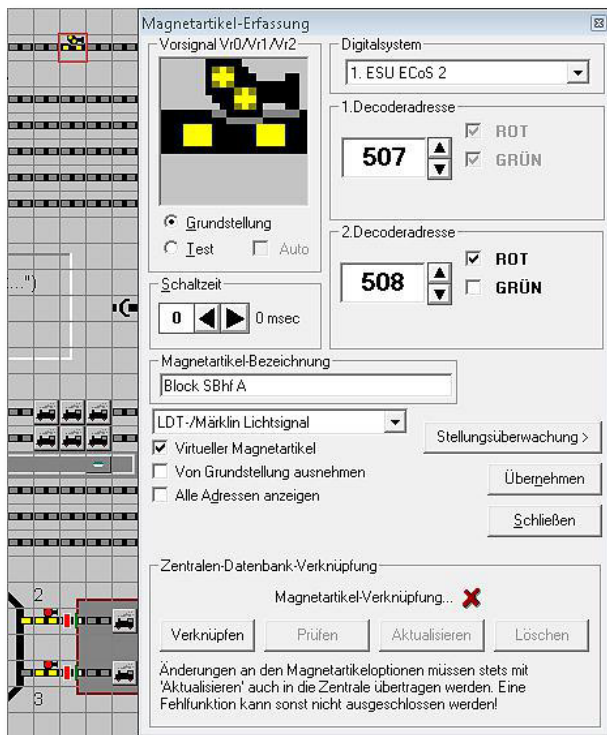 Magnetartikel-Erfassung
Vorsignal Vr0/Vr1/Vr2
Digitalsystem
1. ESU ECoS 2
1.Decoderadresse
507
ROT
GRÜN
Grundstellung
Test
Auto
2.Decoderadresse
508
ROT
GRÜN
Schaltzeit
0
0 msec
...")
Magnetartikel-Bezeichnung
Block SBhf A
LDT-/Märklin Lichtsignal
Stellungsüberwachung >
Virtueller Magnetartikel
Von Grundstellung ausnehmen
Alle Adressen anzeigen
Übernehmen
Schließen
Zentralen-Datenbank-Verknüpfung
Magnetartikel-Verknüpfung...
Verknüpfen
Prüfen
Aktualisieren
Löschen
Änderungen an den Magnetartikeloptionen müssen stets mit
'Aktualisieren' auch in die Zentrale übertragen werden. Eine
Fehlfunktion kann sonst nicht ausgeschlossen werden!
2
3